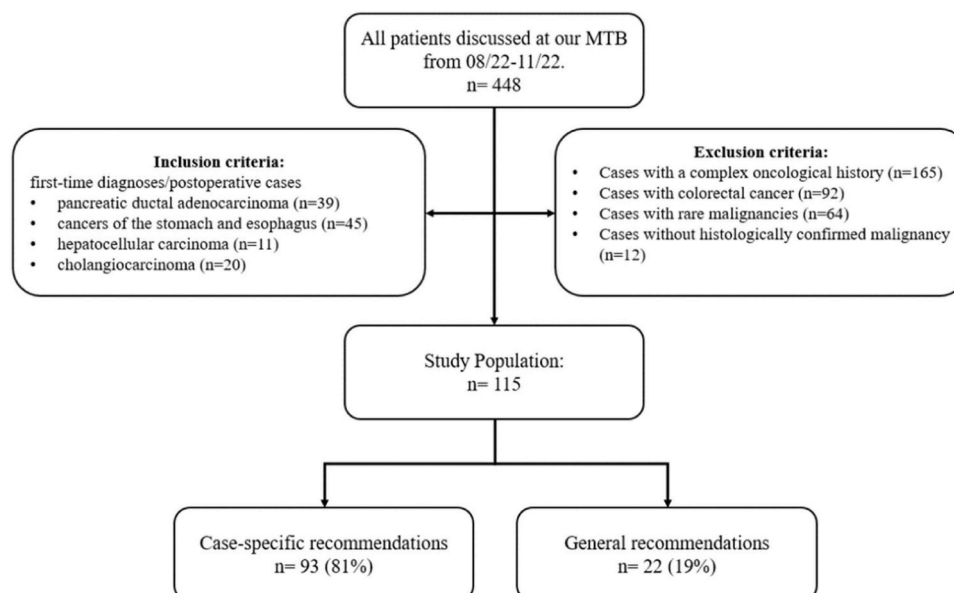 All patients discussed at our MTB
from 08/22-11/22.
n= 448
Inclusion criteria:
first-time diagnoses/postoperative cases
• pancreatic ductal adenocarcinoma (n=39)
• cancers of the stomach and esophagus (n=45)
• hepatocellular carcinoma (n=11)
• cholangiocarcinoma (n=20)
Exclusion criteria:
• Cases with a complex oncological history (n=165)
• Cases with colorectal cancer (n=92)
• Cases with rare malignancies (n=64)
• Cases without histologically confirmed malignancy
(n=12)
Study Population:
n= 115
Case-specific recommendations
n= 93 (81%)
General recommendations
n= 22 (19%)